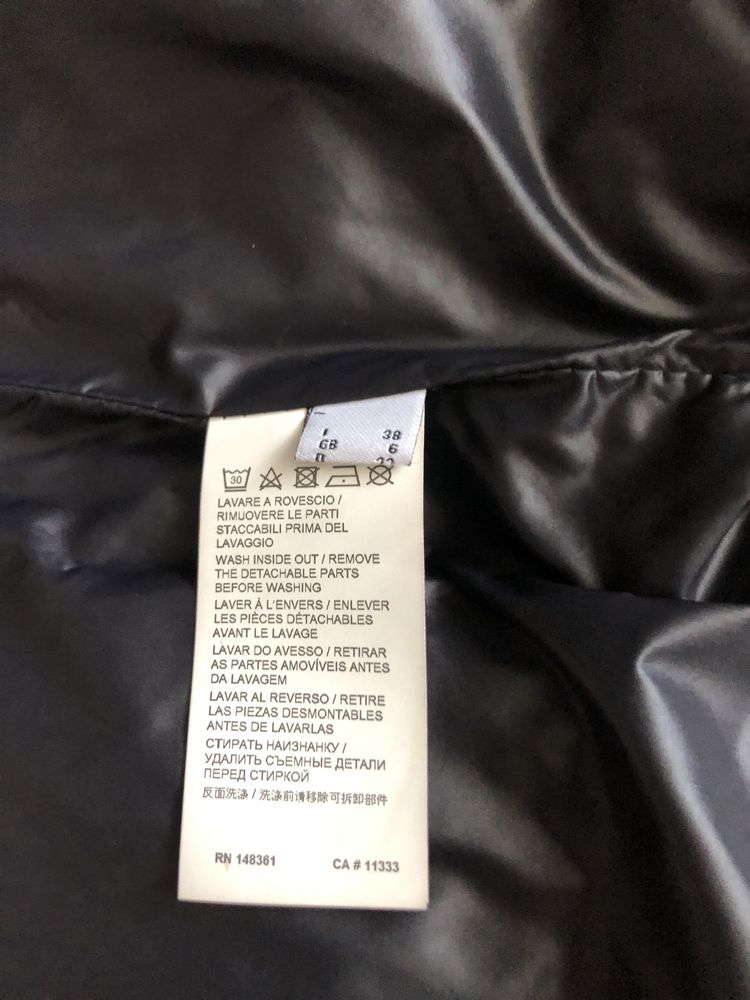 I 38
GB 6
30
LAVARE A ROVESCIO /
RIMUOVERE LE PARTI
STACCABILI PRIMA DEL
LAVAGGIO
WASH INSIDE OUT / REMOVE
THE DETACHABLE PARTS
BEFORE WASHING
LAVER À L'ENVERS / ENLEVER
LES PIÈCES DÉTACHABLES
AVANT LE LAVAGE
LAVAR DO AVESSO / RETIRAR
AS PARTES AMOVÍVEIS ANTES
DA LAVAGEM
LAVAR AL REVERSO / RETIRE
LAS PIEZAS DESMONTABLES
ANTES DE LAVARLAS
СТИРАТЬ НАИЗНАНКУ /
УДАЛИТЬ СЪЕМНЫЕ ДЕТАЛИ
ПЕРЕД СТИРКОЙ
反面洗涤 / 洗涤前请移除可拆卸部件
RN 148361 CA # 11333